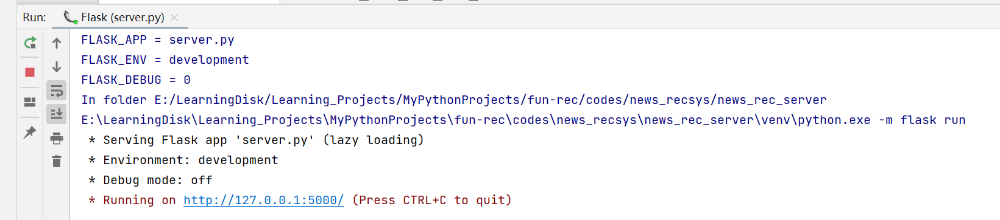 Run: Flask (server.py)
FLASK_APP = server.py
FLASK_ENV = development
FLASK_DEBUG = 0
In folder E:/LearningDisk/Learning_Projects/MyPythonProjects/fun-rec/codes/news_recsys/news_rec_server
E:\LearningDisk\Learning_Projects\MyPythonProjects\fun-rec\codes\news_recsys\news_rec_server\venv\python.exe -m flask run
* Serving Flask app 'server.py' (lazy loading)
* Environment: development
* Debug mode: off
* Running on http://127.0.0.1:5000/ (Press CTRL+C to quit)